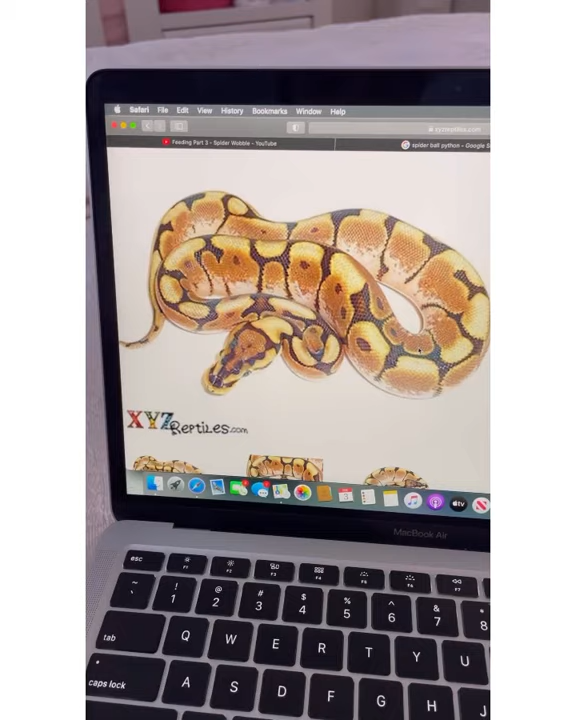 Safari File Edit View History Bookmarks Window Help
xyzreptiles.com
Feeding Part 3 - Spider Wobble - YouTube
spider ball python - Google S
XYZReptiles.com
MacBook Air
esc F1 F2 F3 F4 F5 F6 F7
~ ! @ # $ % ^ & *
` 1 2 3 4 5 6 7 8
tab Q W E R T Y U
caps lock A S D F G H J